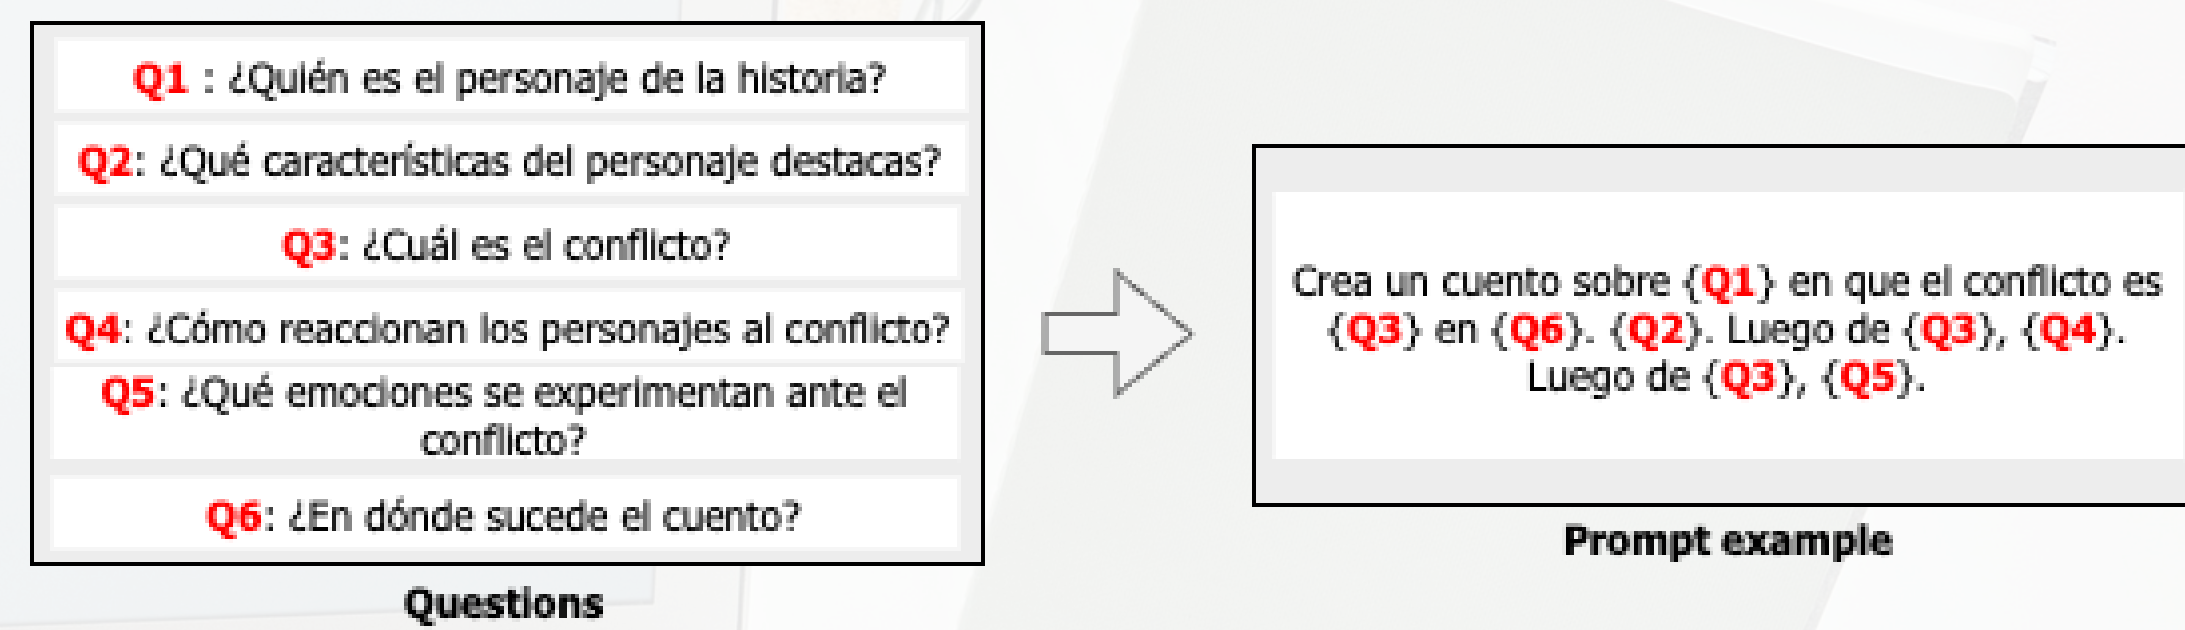 Q1 : ¿Quién es el personaje de la historia?
Q2: ¿Qué características del personaje destacas?
Q3: ¿Cuál es el conflicto?
Q4: ¿Cómo reaccionan los personajes al conflicto?
Q5: ¿Qué emociones se experimentan ante el
conflicto?
Q6: ¿En dónde sucede el cuento?
Questions
Crea un cuento sobre {Q1} en que el conflicto es
{Q3} en {Q6}. {Q2}. Luego de {Q3}, {Q4}.
Luego de {Q3}, {Q5}.
Prompt example